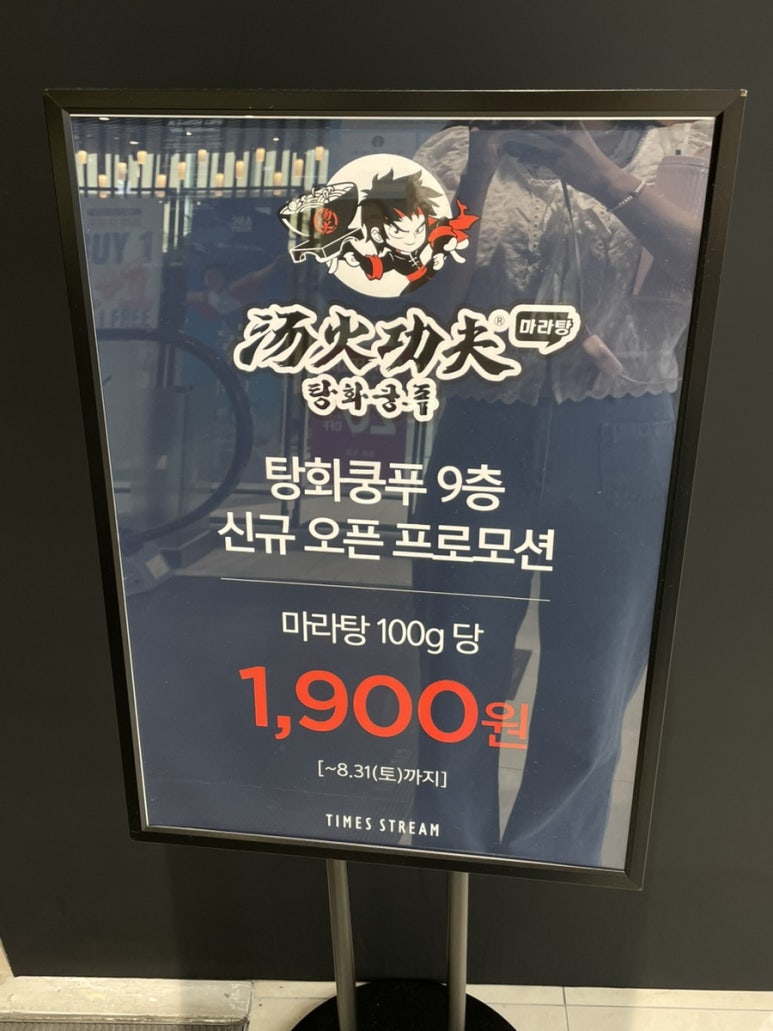 汤火功夫® 마라탕
탕화쿵푸
탕화쿵푸 9층
신규 오픈 프로모션
마라탕 100g 당
1,900원
[~8.31(토)까지]
TIMES STREAM
BUY 1